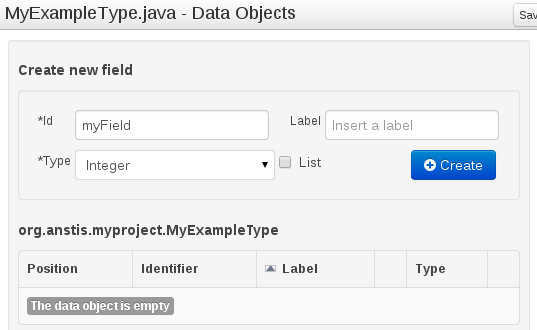 MyExampleType.java - Data Objects
Sav
Create new field
*Id
myField
Label
Insert a label
*Type
Integer
List
Create
org.anstis.myproject.MyExampleType
Position
Identifier
Label
Type
The data object is empty